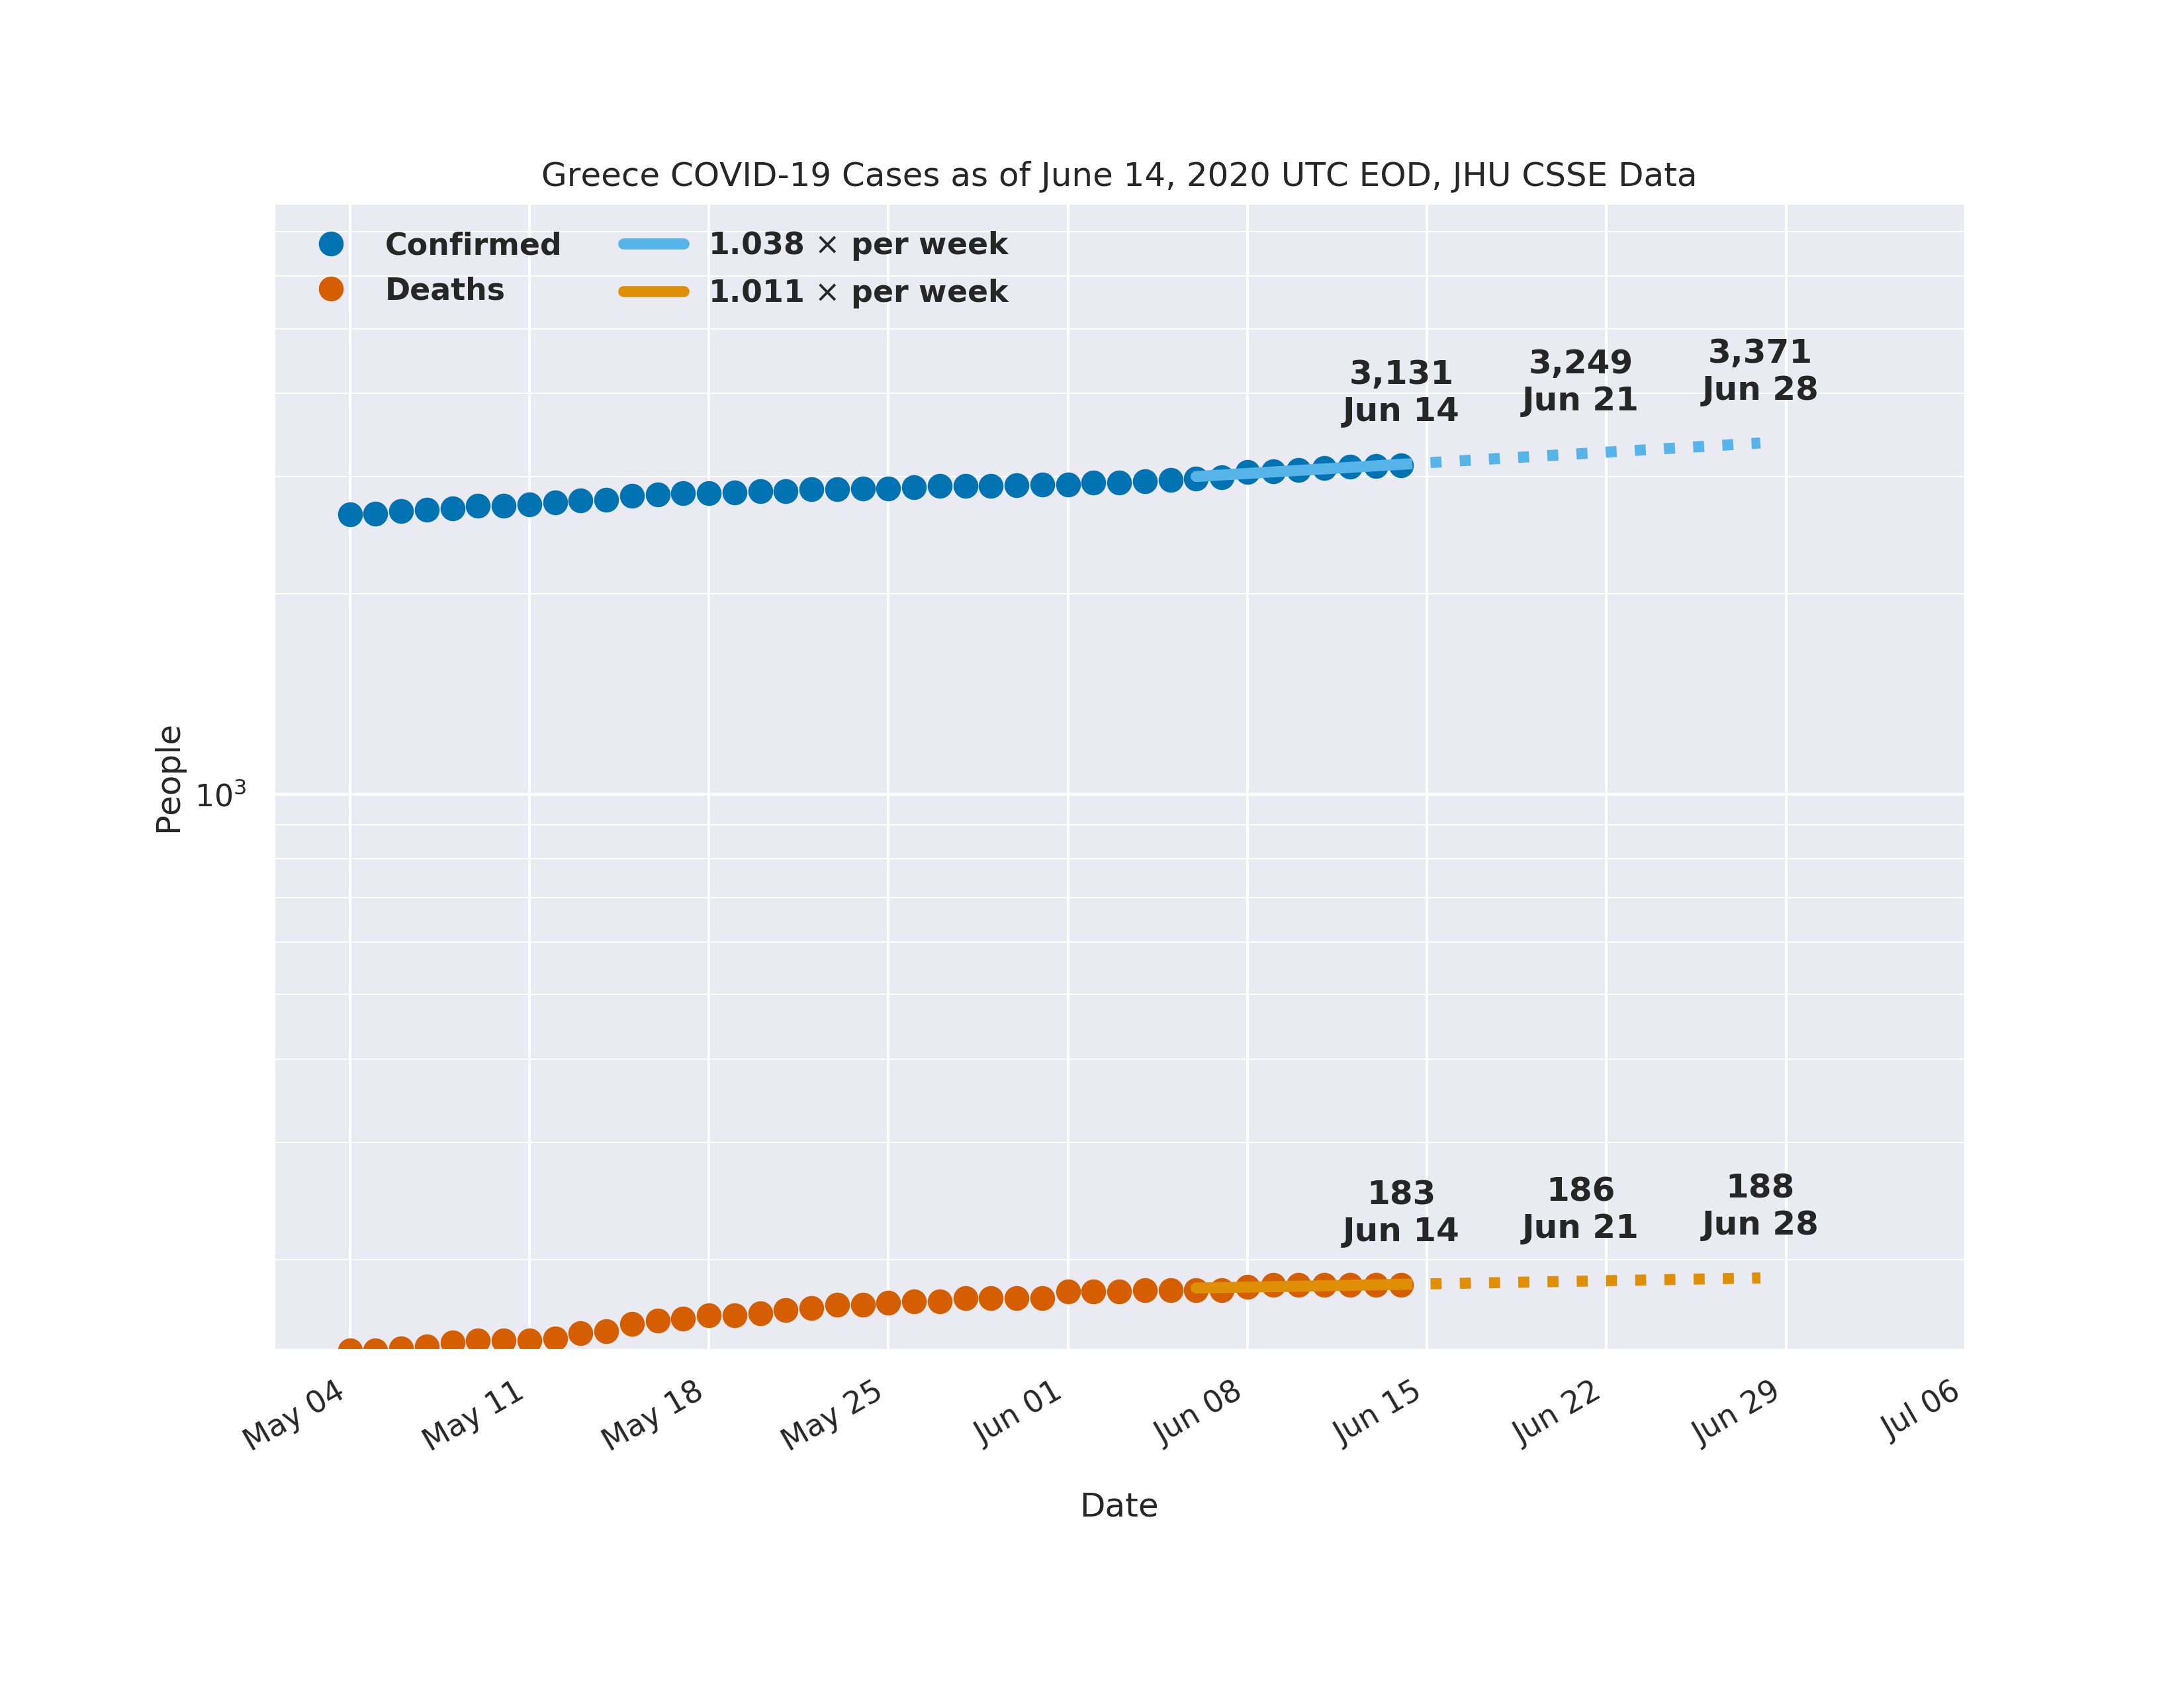 Greece COVID-19 Cases as of June 14, 2020 UTC EOD, JHU CSSE Data
Confirmed
Deaths
1.038 × per week
1.011 × per week
3,131
Jun 14
3,249
Jun 21
3,371
Jun 28
People
10³
183
Jun 14
186
Jun 21
188
Jun 28
May 04
May 11
May 18
May 25
Jun 01
Jun 08
Jun 15
Jun 22
Jun 29
Jul 06
Date